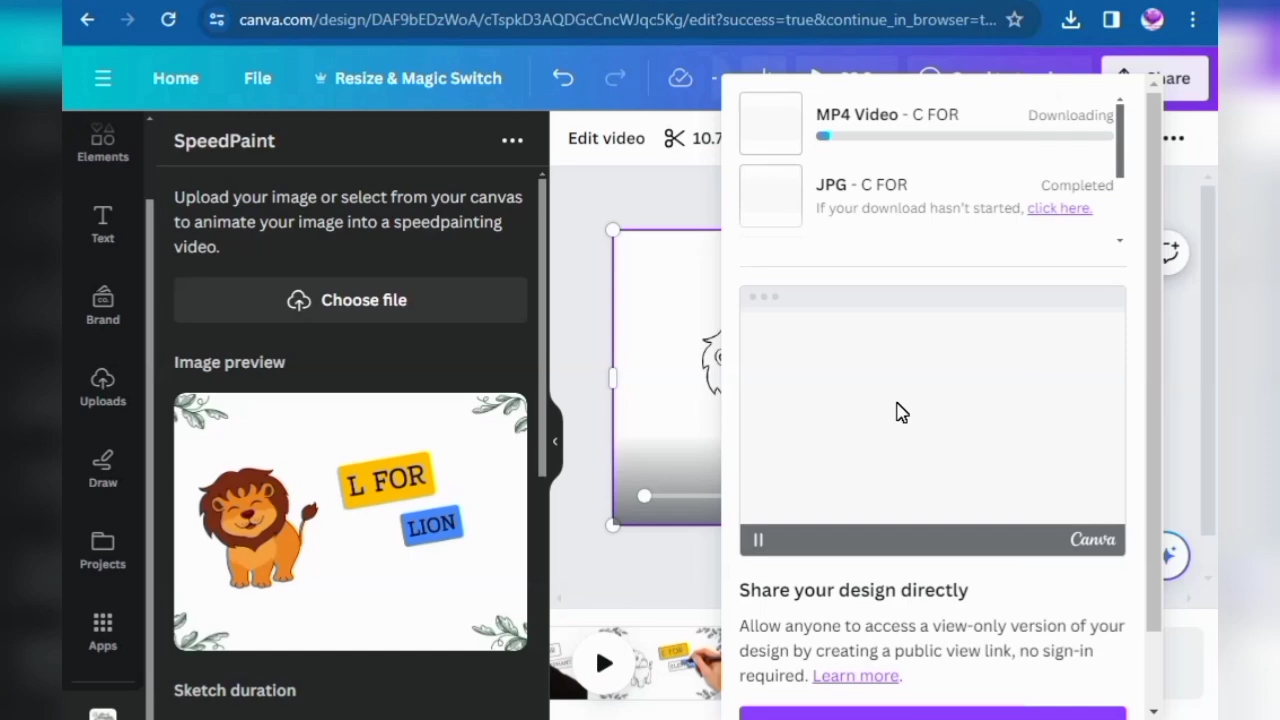 canva.com/design/DAF9bEDzWoA/cTspkD3AQDGcCncWJqc5Kg/edit?success=true&continue_in_browser=t...
Home
File
Resize & Magic Switch
Share
Elements
Text
Brand
Uploads
Draw
Projects
Apps
SpeedPaint
Upload your image or select from your canvas
to animate your image into a speedpainting
video.
Choose file
Image preview
L FOR
LION
Sketch duration
Edit video
10.7
MP4 Video - C FOR
Downloading
JPG - C FOR
Completed
If your download hasn't started, click here.
Canva
Share your design directly
Allow anyone to access a view-only version of your
design by creating a public view link, no sign-in
required. Learn more.